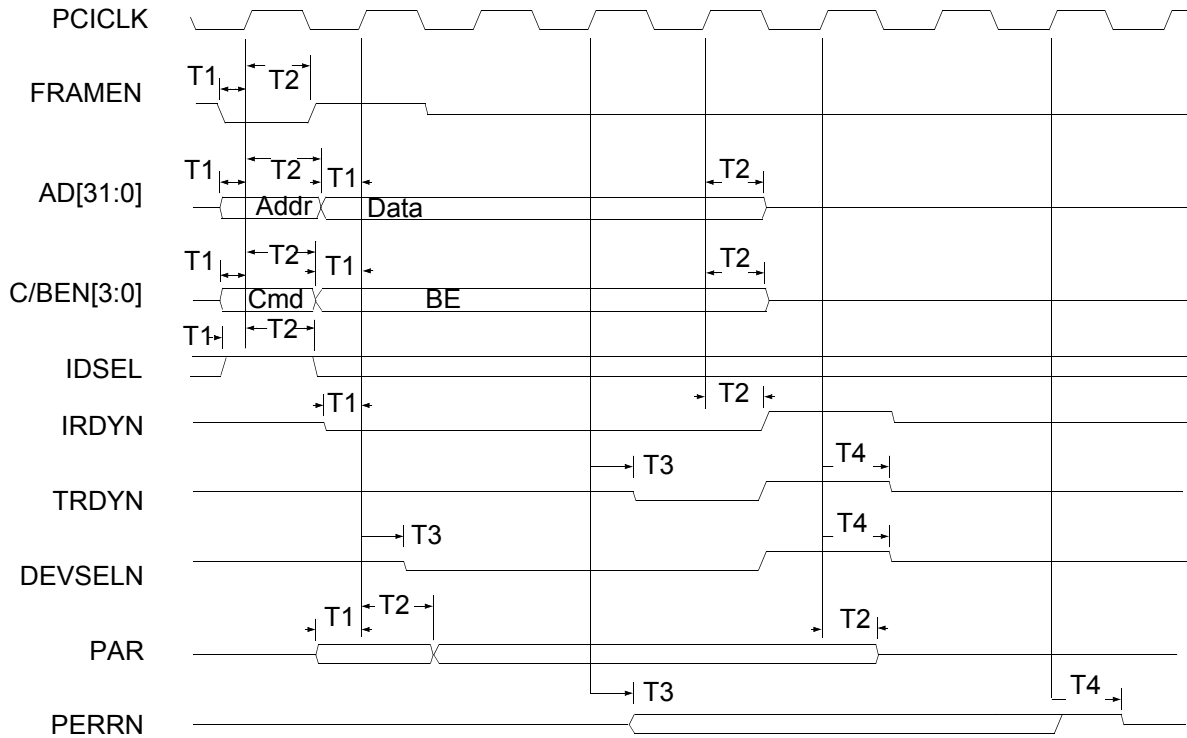 PCICLK
T1 T2
FRAMEN
T1 T2 T1 T2
AD[31:0]
Addr Data
T1 T2 T1 T2
C/BEN[3:0]
Cmd BE
T1 T2
IDSEL
T1 T2
IRDYN
T3 T4
TRDYN
T3 T4
DEVSELN
T1 T2 T2
PAR
T3 T4
PERRN